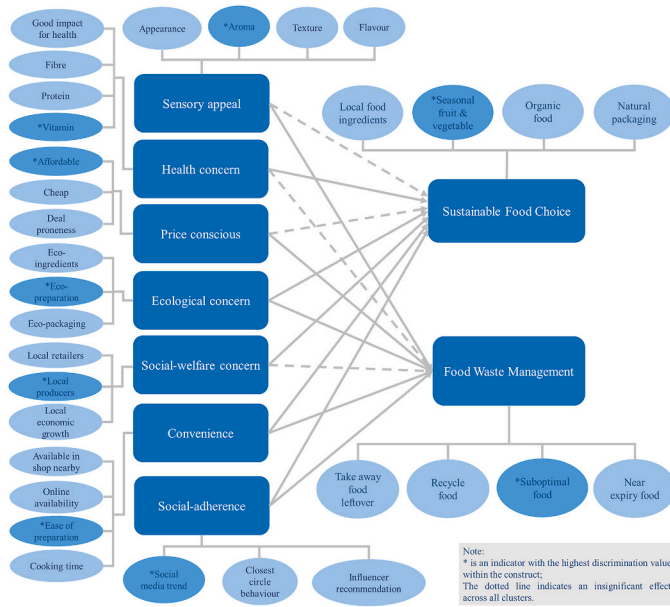 Good impact
for health
Fibre
Protein
*Vitamin
*Affordable
Cheap
Deal
proneness
Eco-
ingredients
*Eco-
preparation
Eco-packaging
Local retailers
*Local
producers
Local
economic
growth
Available in
shop nearby
Online
availability
*Ease of
preparation
Cooking time
Appearance
*Aroma
Texture
Flavour
Sensory appeal
Health concern
Price conscious
Ecological concern
Social-welfare concern
Convenience
Social-adherence
*Social
media trend
Closest
circle
behaviour
Influencer
recommendation
Local food
ingredients
*Seasonal
fruit &
vegetable
Organic
food
Natural
packaging
Sustainable Food Choice
Food Waste Management
Take away
food
leftover
Recycle
food
*Suboptimal
food
Near
expiry food
Note:
* is an indicator with the highest discrimination value
within the construct;
The dotted line indicates an insignificant effect
across all clusters.